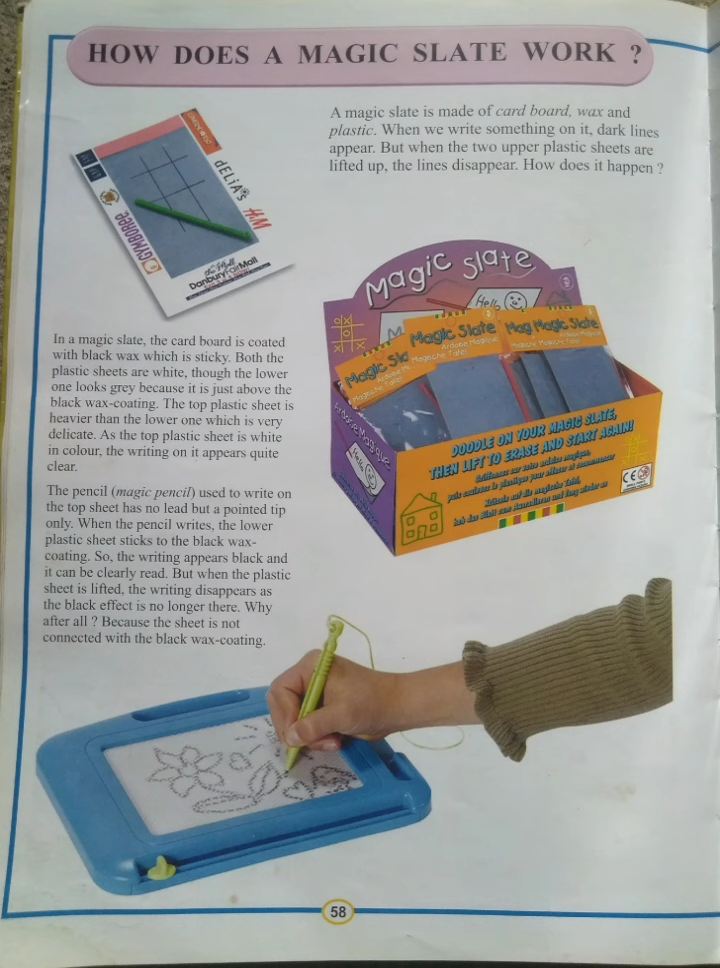 HOW DOES A MAGIC SLATE WORK ?
A magic slate is made of card board, wax and
plastic. When we write something on it, dark lines
appear. But when the two upper plastic sheets are
lifted up, the lines disappear. How does it happen ?
dELiA*s
GYMBOREE
the Mall
DanburyFairMall
Magic Slate
Hello
Magic Slate
Ardoise Magique
Magische Tafel
Magic Slate
Ardoise Magique
Hello
DOODLE ON YOUR MAGIC SLATE,
THEN LIFT TO ERASE AND START AGAIN!
CE
In a magic slate, the card board is coated
with black wax which is sticky. Both the
plastic sheets are white, though the lower
one looks grey because it is just above the
black wax-coating. The top plastic sheet is
heavier than the lower one which is very
delicate. As the top plastic sheet is white
in colour, the writing on it appears quite
clear.
The pencil (magic pencil) used to write on
the top sheet has no lead but a pointed tip
only. When the pencil writes, the lower
plastic sheet sticks to the black wax-
coating. So, the writing appears black and
it can be clearly read. But when the plastic
sheet is lifted, the writing disappears as
the black effect is no longer there. Why
after all ? Because the sheet is not
connected with the black wax-coating.
58